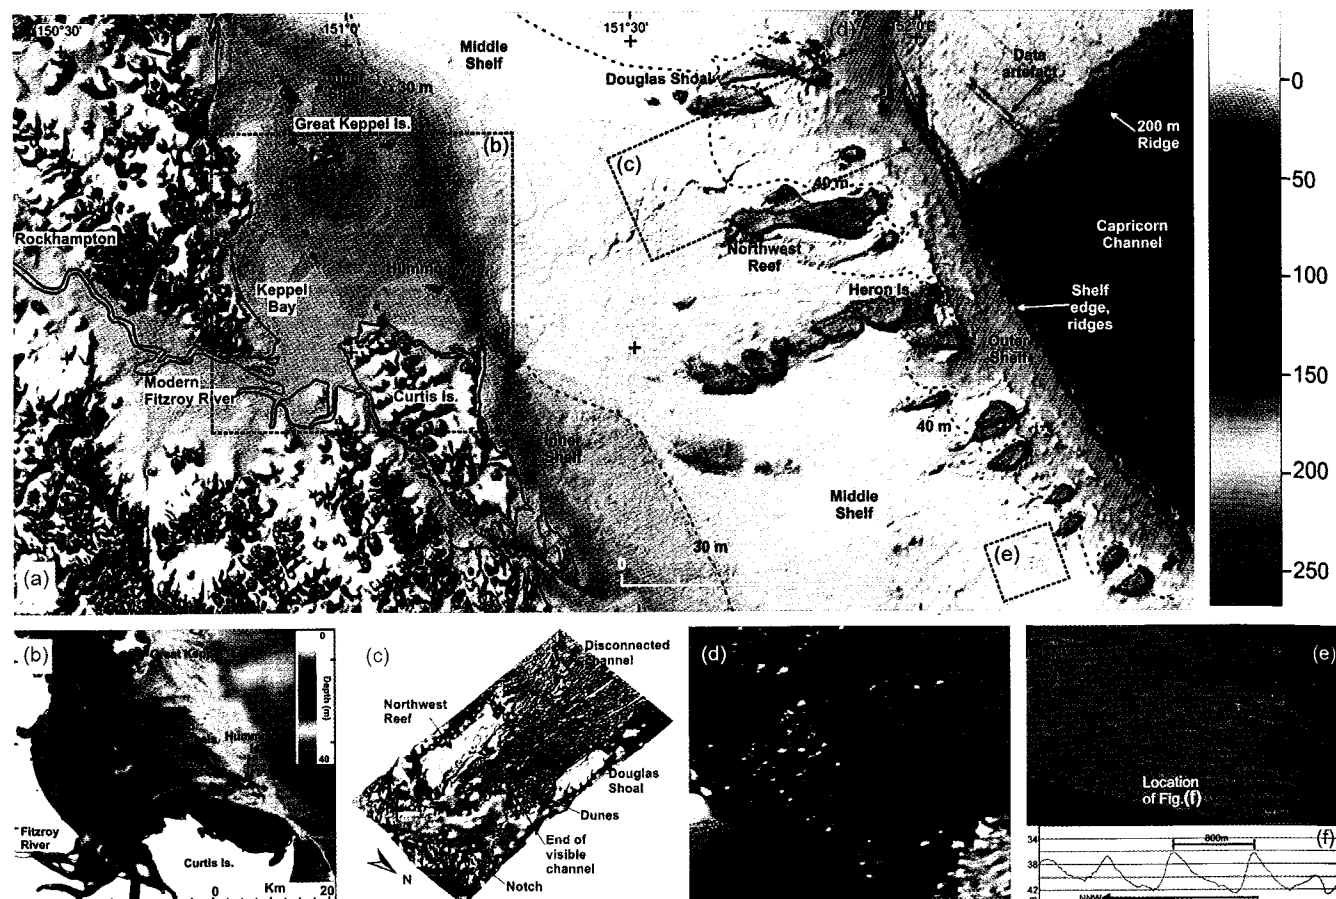 150°30'
151°0'
151°30'
(d)
Middle
Shelf
30 m
Douglas Shoal
Data
artefact
Great Keppel Is.
(b)
(c)
200 m
Ridge
40 m
Rockhampton
Capricorn
Channel
Northwest
Reef
Keppel
Bay
Heron Is
Shelf
edge,
ridges
Outer
Shelf
Modern
Fitzroy River
Curtis Is.
Inner
Shelf
40 m
Middle
Shelf
30 m
(e)
(a)
0
0
-50
-100
-150
-200
-250
(b)
0
Depth (m)
40
Fitzroy
River
Curtis Is.
0 Km 20
(c)
Disconnected
channel
Northwest
Reef
Douglas
Shoal
Dunes
End of
visible
channel
N
Notch
(d)
(e)
Location
of Fig.(f)
(f)
800m
34
38
42
NNW